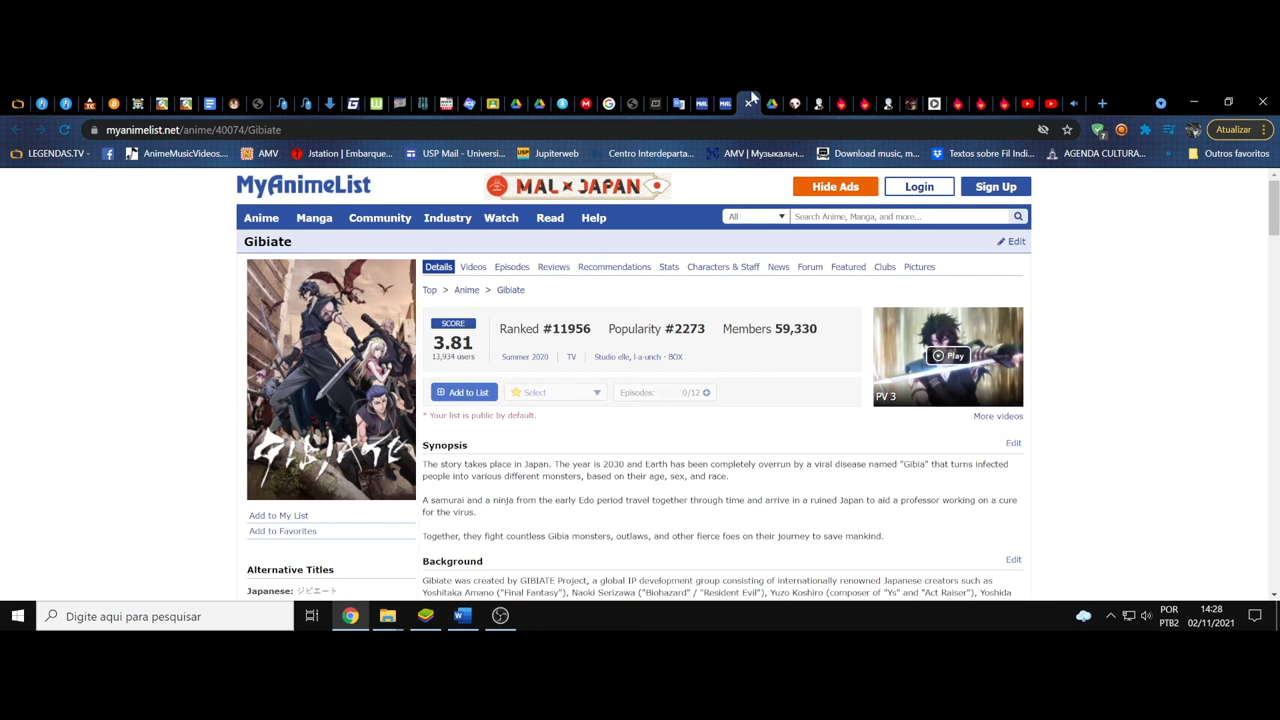 myanimelist.net/anime/40074/Gibiate
Atualizar
LEGENDAS.TV -
AnimeMusicVideos...
AMV
Jstation | Embarque...
USP Mail - Universi...
Jupiterweb
Centro Interdeparta...
AMV | Музыкальн...
Download music, m...
Textos sobre Fil Indi...
AGENDA CULTURA...
»
Outros favoritos
MyAnimeList
MAL×JAPAN
Hide Ads
Login
Sign Up
Anime Manga Community Industry Watch Read Help
All
Search Anime, Manga, and more...
Gibiate
Edit
Details Videos Episodes Reviews Recommendations Stats Characters & Staff News Forum Featured Clubs Pictures
Top > Anime > Gibiate
SCORE
3.81
13,934 users
Ranked #11956 Popularity #2273 Members 59,330
Summer 2020 TV Studio elle, l-a-unch・BOX
Play
PV 3
Add to List
Select
Episodes: 0/12
* Your list is public by default.
More videos
GIBIATE
Synopsis
Edit
The story takes place in Japan. The year is 2030 and Earth has been completely overrun by a viral disease named "Gibia" that turns infected
people into various different monsters, based on their age, sex, and race.
A samurai and a ninja from the early Edo period travel together through time and arrive in a ruined Japan to aid a professor working on a cure
for the virus.
Together, they fight countless Gibia monsters, outlaws, and other fierce foes on their journey to save mankind.
Add to My List
Add to Favorites
Background
Edit
Gibiate was created by GIBIATE Project, a global IP development group consisting of internationally renowned Japanese creators such as
Yoshitaka Amano ("Final Fantasy"), Naoki Serizawa ("Biohazard" / "Resident Evil"), Yuzo Koshiro (composer of "Ys" and "Act Raiser"), Yoshida
Alternative Titles
Japanese: ジビエート
Digite aqui para pesquisar
POR
PTB2
14:28
02/11/2021